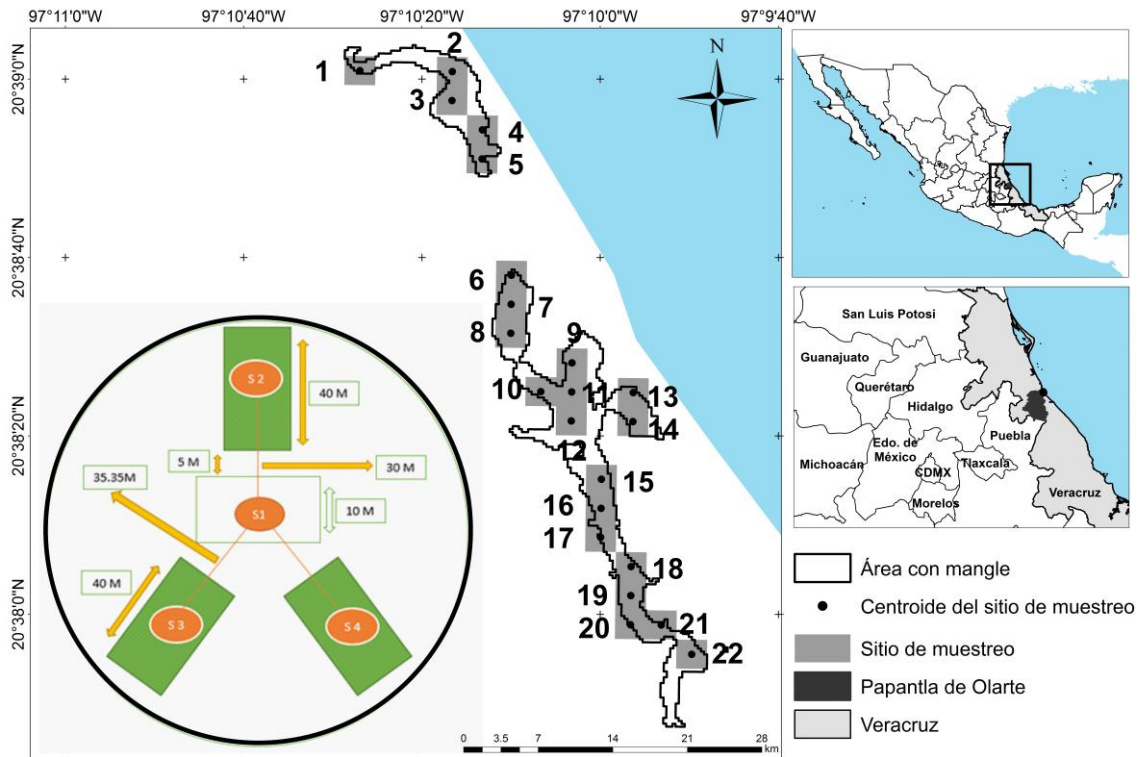 97°11'0"W
97°10'40"W
97°10'20"W
97°10'0"W
97°9'40"W
20°39'0"N
20°38'40"N
20°38'20"N
20°38'0"N
N
1
2
3
4
5
6
7
8
9
10
11
12
13
14
15
16
17
18
19
20
21
22
S 2
40 M
5 M
30 M
35.35M
S1
10 M
40 M
S 3
S 4
0 3.5 7 14 21 28
km
San Luis Potosi
Guanajuato
Querétaro
Hidalgo
Puebla
Edo. de
México
Michoacán
CDMX
Tlaxcala
Morelos
Veracruz
Área con mangle
Centroide del sitio de muestreo
Sitio de muestreo
Papantla de Olarte
Veracruz